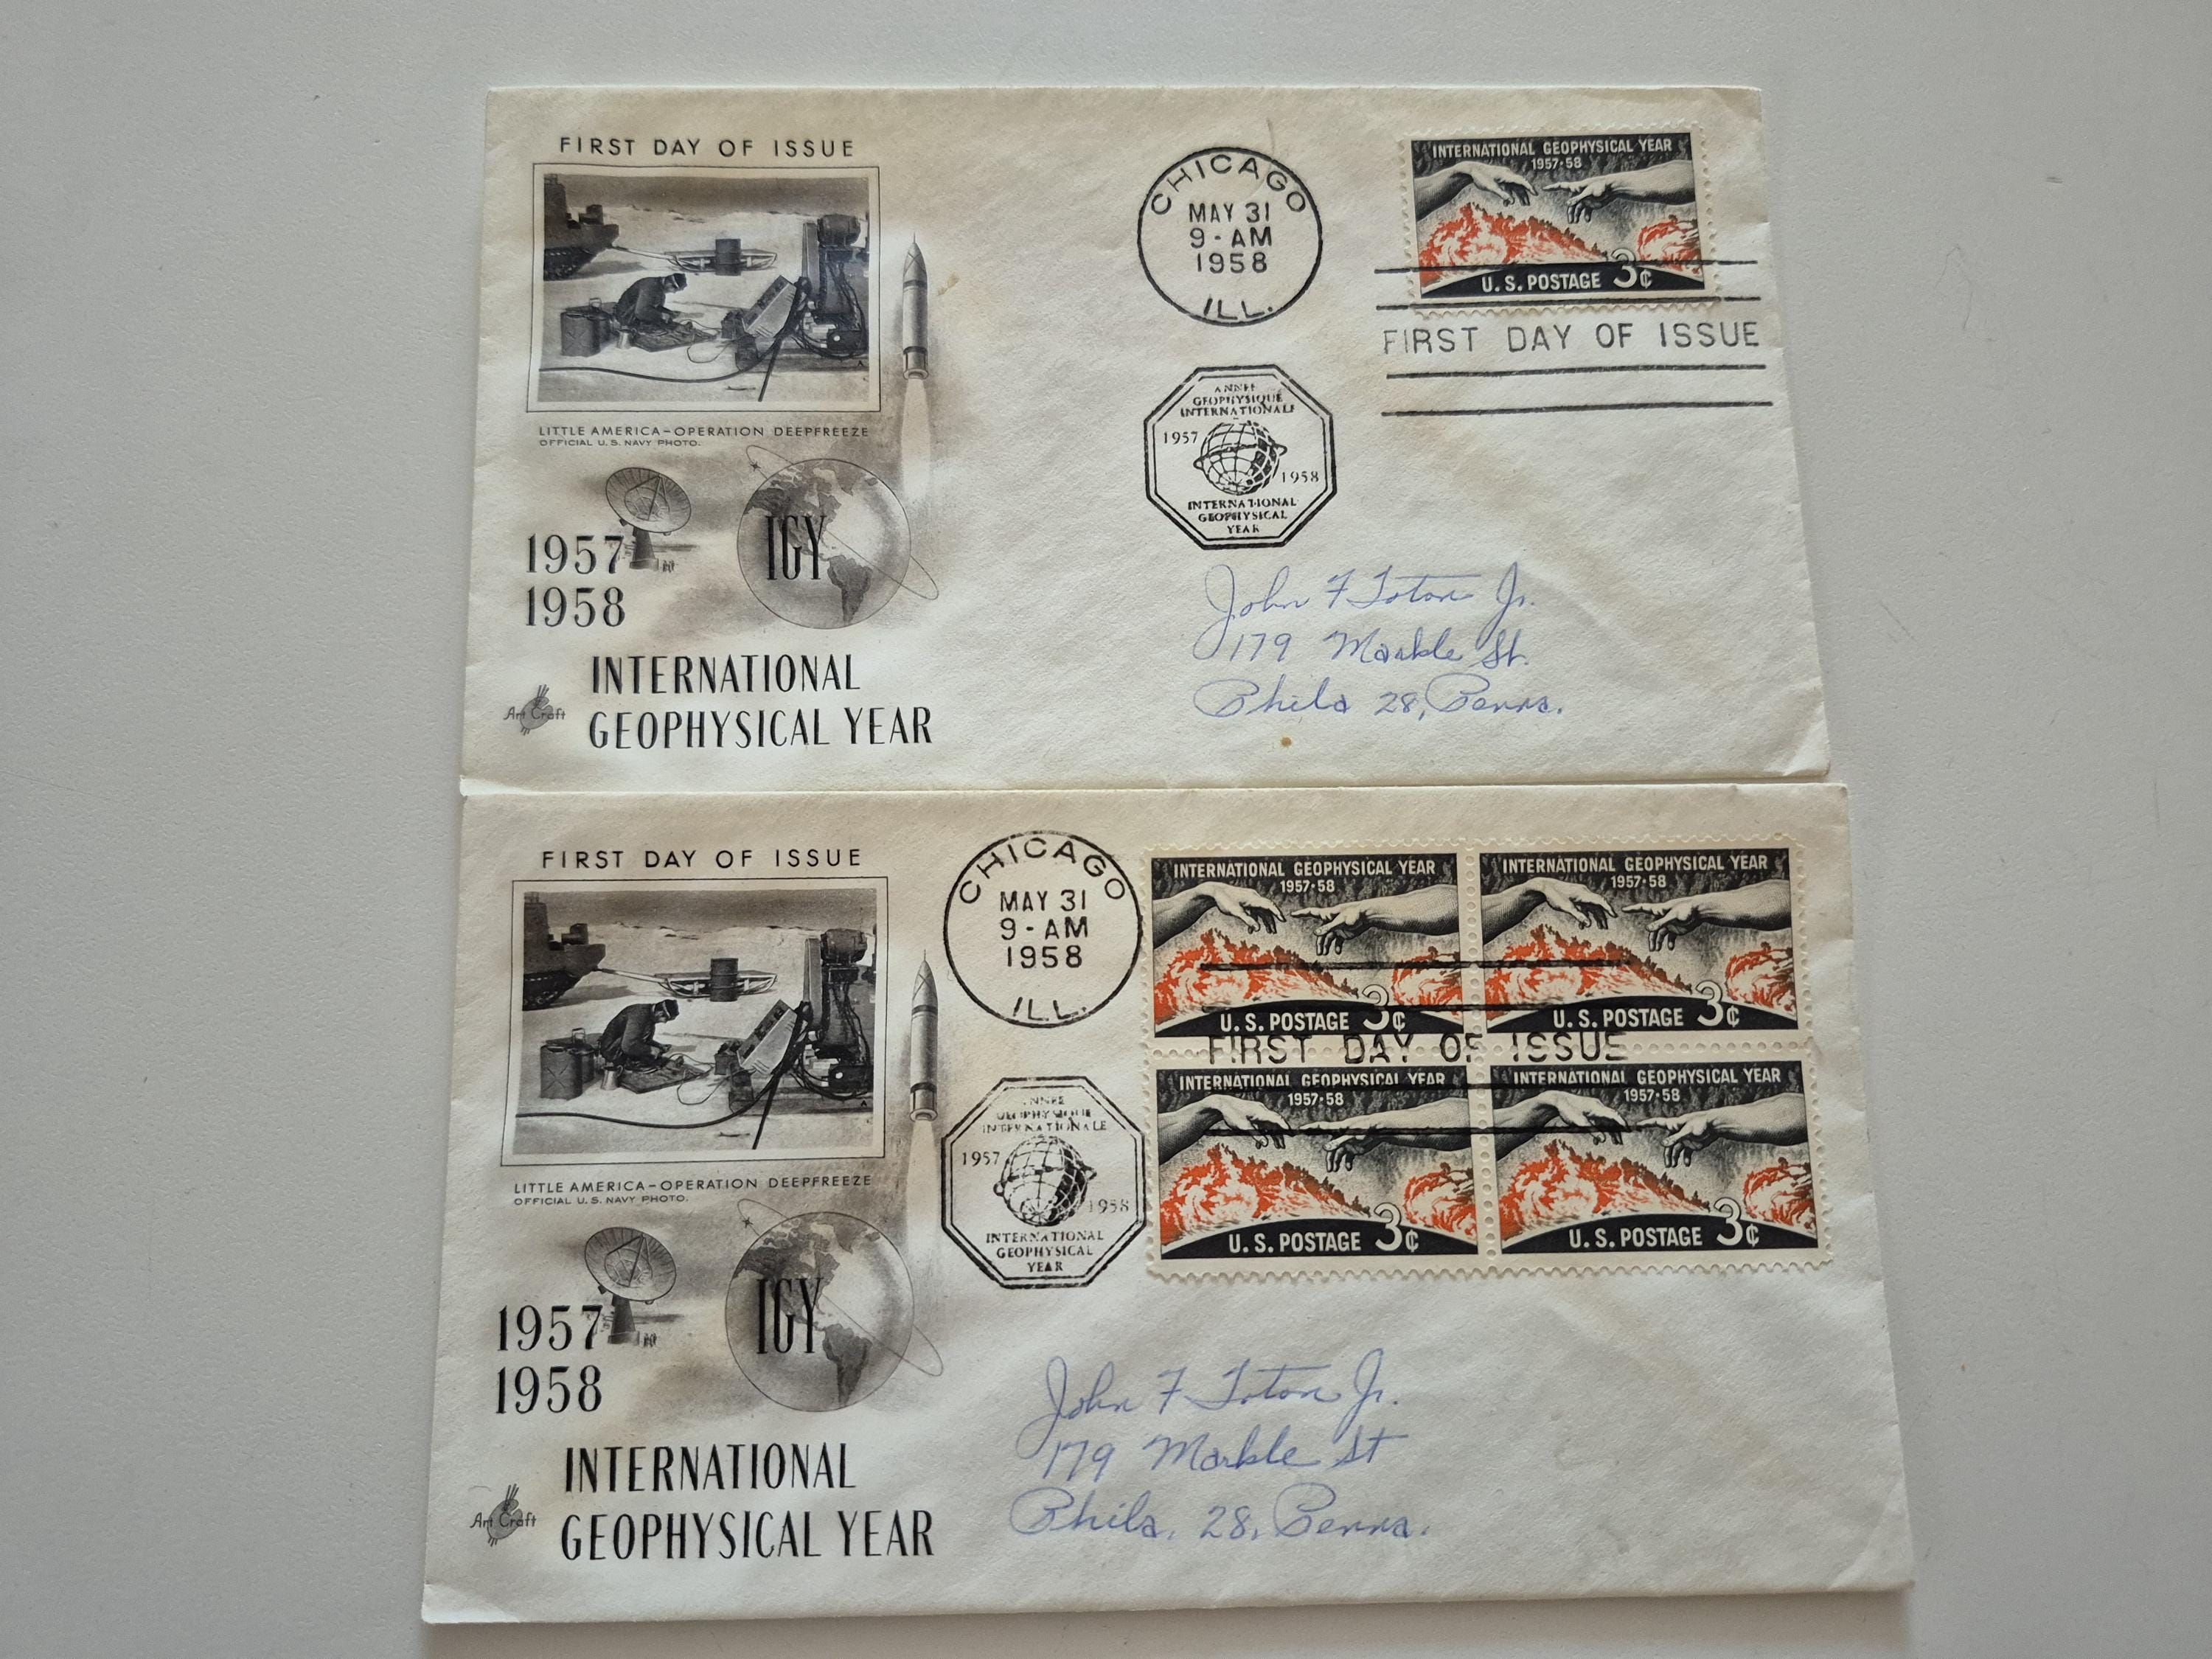 FIRST DAY OF ISSUE
LITTLE AMERICA-OPERATION DEEPFREEZE
OFFICIAL U.S. NAVY PHOTO.
IGY
1957
1958
INTERNATIONAL
GEOPHYSICAL YEAR
Art Craft
CHICAGO
MAY 31
9-AM
1958
ILL.
ANNEE
GEOPHYSIQUE
INTERNATIONALE
1957
1958
INTERNATIONAL
GEOPHYSICAL
YEAR
INTERNATIONAL GEOPHYSICAL YEAR
1957·58
U.S. POSTAGE 3¢
FIRST DAY OF ISSUE
John F Toton Jr.
179 Markle St.
Phila 28, Penna.
FIRST DAY OF ISSUE
LITTLE AMERICA-OPERATION DEEPFREEZE
OFFICIAL U.S. NAVY PHOTO.
IGY
1957
1958
INTERNATIONAL
GEOPHYSICAL YEAR
Art Craft
CHICAGO
MAY 31
9-AM
1958
ILL.
ANNEE
GEOPHYSIQUE
INTERNATIONALE
1957
1958
INTERNATIONAL
GEOPHYSICAL
YEAR
INTERNATIONAL GEOPHYSICAL YEAR
1957·58
U.S. POSTAGE 3¢
INTERNATIONAL GEOPHYSICAL YEAR
1957·58
U.S. POSTAGE 3¢
FIRST DAY OF ISSUE
INTERNATIONAL GEOPHYSICAL YEAR
1957·58
U.S. POSTAGE 3¢
INTERNATIONAL GEOPHYSICAL YEAR
1957·58
U.S. POSTAGE 3¢
John F Toton Jr.
179 Markle St
Phila. 28, Penna.